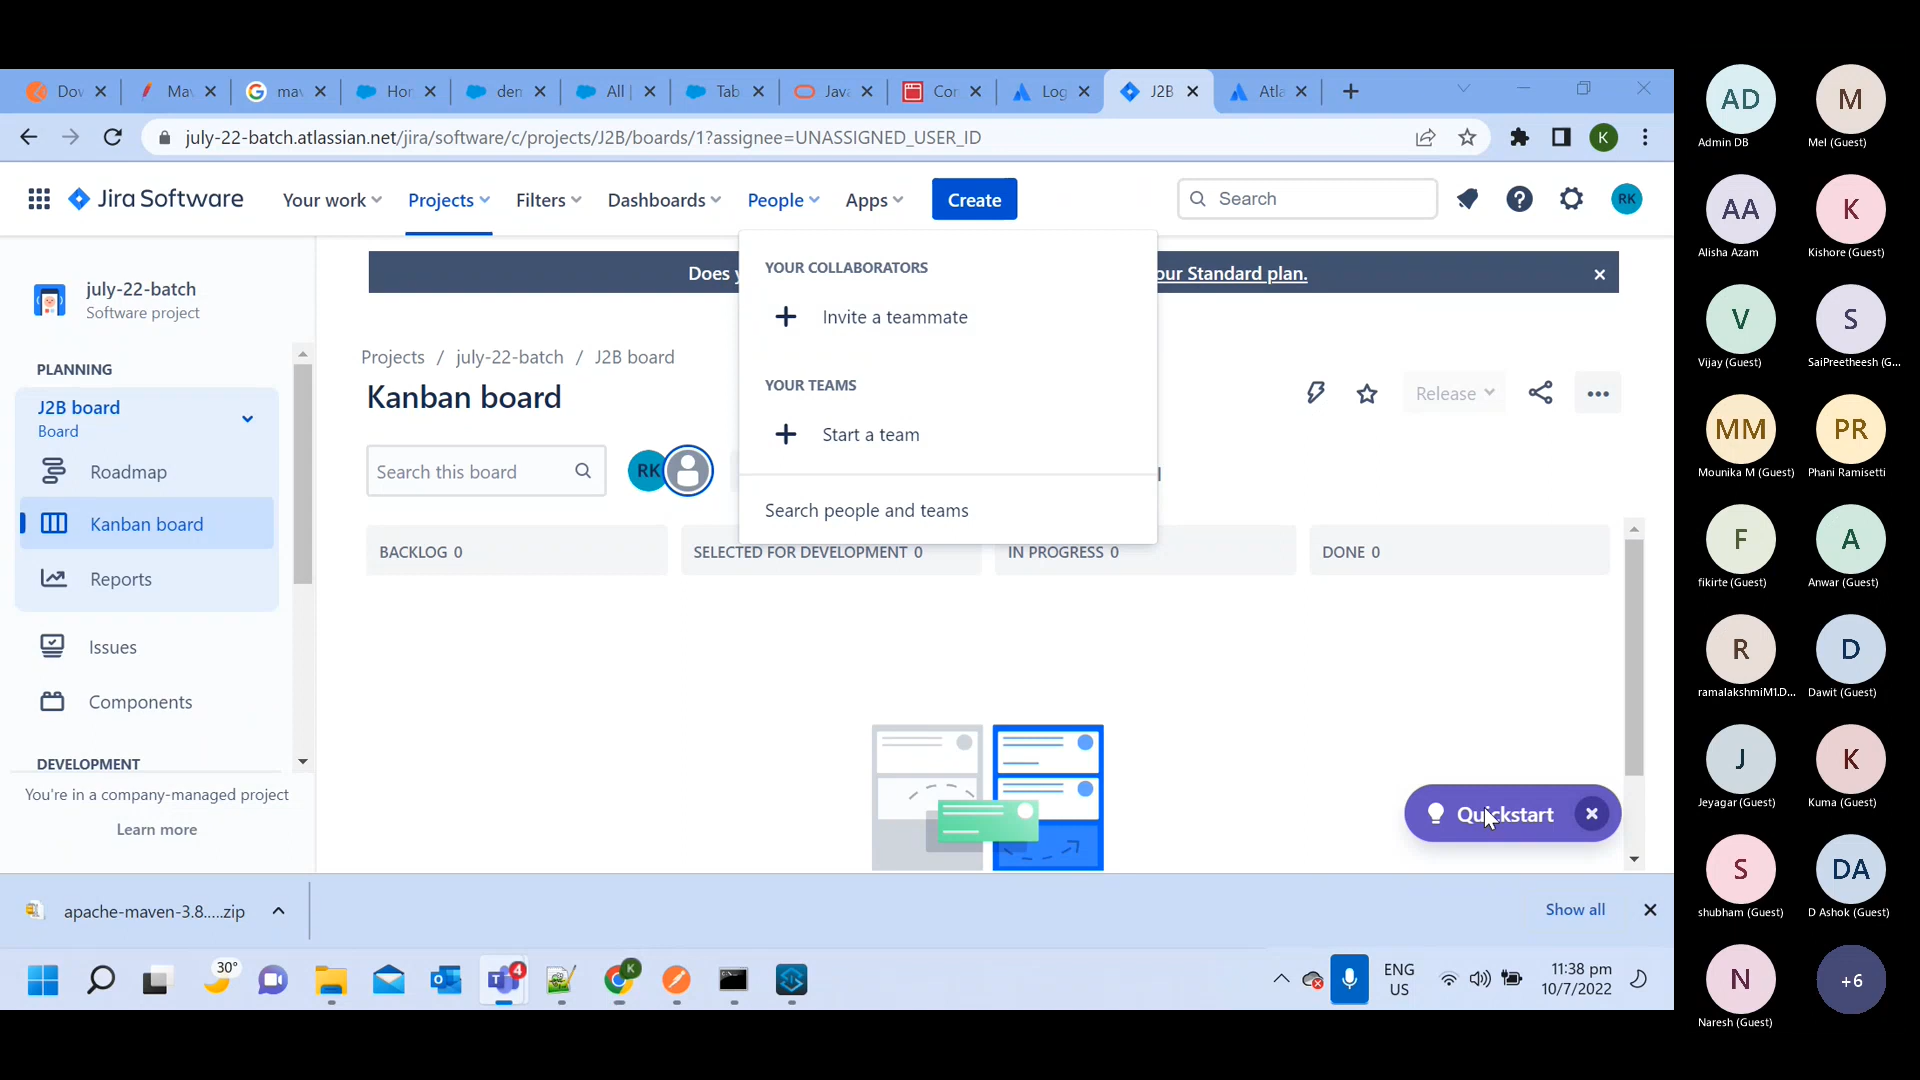 Dov
Ma
mav
Hor
den
All |
Tab
Java
Cor
Log
J2B
Atla
july-22-batch.atlassian.net/jira/software/c/projects/J2B/boards/1?assignee=UNASSIGNED_USER_ID
K
Jira Software
Your work
Projects
Filters
Dashboards
People
Apps
Create
Search
RK
july-22-batch
Software project
PLANNING
J2B board
Board
Roadmap
Kanban board
Reports
Issues
Components
DEVELOPMENT
You're in a company-managed project
Learn more
Does
our Standard plan.
Projects / july-22-batch / J2B board
Kanban board
Release
Search this board
RK
YOUR COLLABORATORS
Invite a teammate
YOUR TEAMS
Start a team
Search people and teams
BACKLOG 0
SELECTED FOR DEVELOPMENT 0
IN PROGRESS 0
DONE 0
Quickstart
apache-maven-3.8.....zip
Show all
30°
4
K
ENG
US
11:38 pm
10/7/2022
AD
Admin DB
M
Mel (Guest)
AA
Alisha Azam
K
Kishore (Guest)
V
Vijay (Guest)
S
SaiPreetheesh (G...
MM
Mounika M (Guest)
PR
Phani Ramisetti
F
fikirte (Guest)
A
Anwar (Guest)
R
ramalakshmiM1.D...
D
Dawit (Guest)
J
Jeyagar (Guest)
K
Kuma (Guest)
S
shubham (Guest)
DA
D Ashok (Guest)
N
Naresh (Guest)
+6